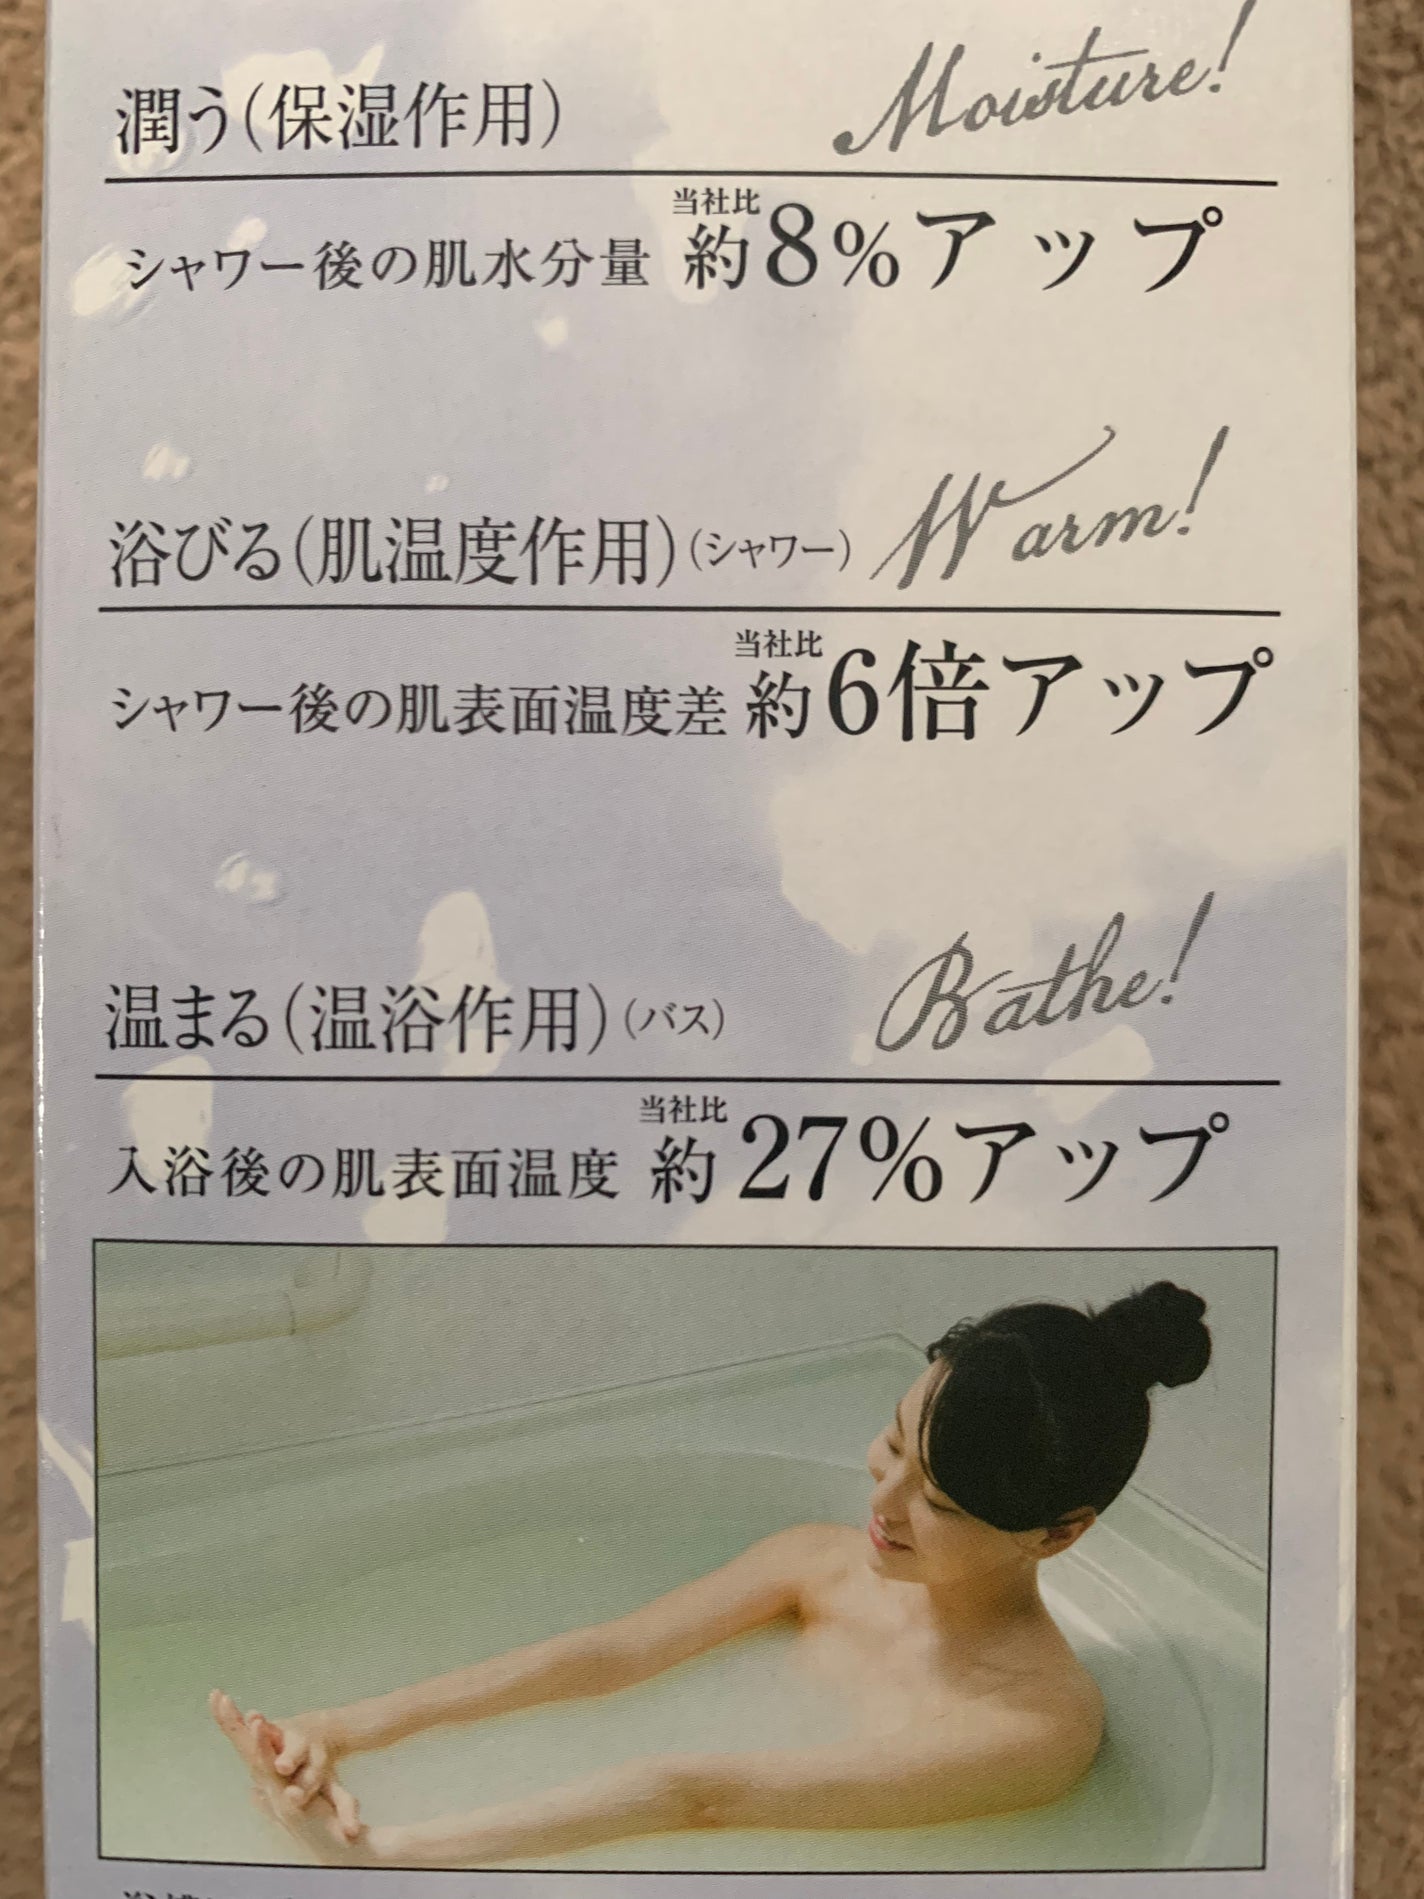 潤う(保湿作用) Moisture!
シャワー後の肌水分量 当社比 約8%アップ
浴びる(肌温度作用)(シャワー) Warm!
シャワー後の肌表面温度差 当社比 約6倍アップ
温まる(温浴作用)(バス) Bathe!
入浴後の肌表面温度 当社比 約27%アップ